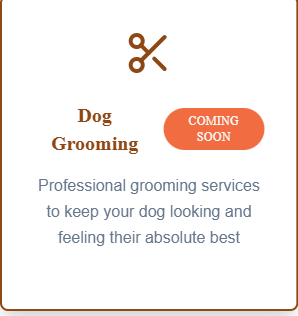 Dog
Grooming
COMING
SOON
Professional grooming services
to keep your dog looking and
feeling their absolute best